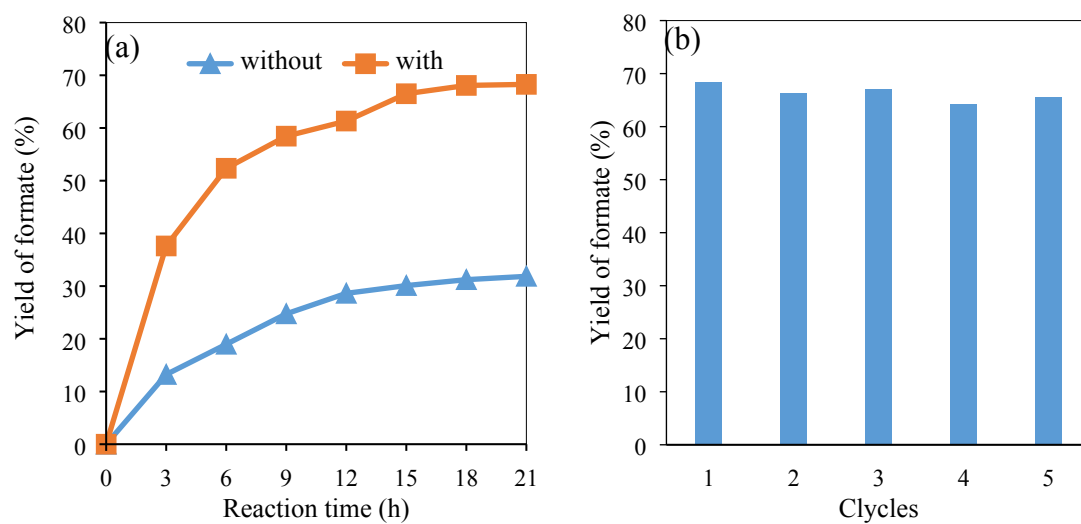 (a)
without
with
Yield of formate (%)
80
70
60
50
40
30
20
10
0
0 3 6 9 12 15 18 21
Reaction time (h)
(b)
Yield of formate (%)
80
70
60
50
40
30
20
10
0
1 2 3 4 5
Clycles